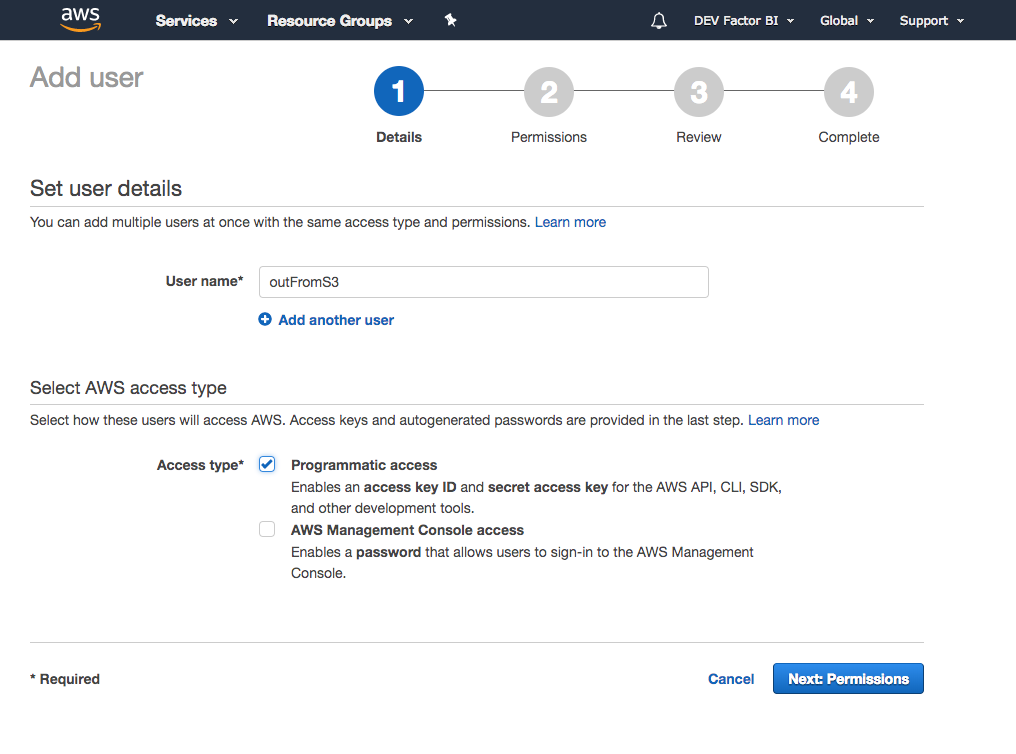 aws Services Resource Groups DEV Factor BI Global Support
Add user
1 2 3 4
Details Permissions Review Complete
Set user details
You can add multiple users at once with the same access type and permissions. Learn more
User name* outFromS3
Add another user
Select AWS access type
Select how these users will access AWS. Access keys and autogenerated passwords are provided in the last step. Learn more
Access type* Programmatic access
Enables an access key ID and secret access key for the AWS API, CLI, SDK,
and other development tools.
AWS Management Console access
Enables a password that allows users to sign-in to the AWS Management
Console.
* Required Cancel Next: Permissions